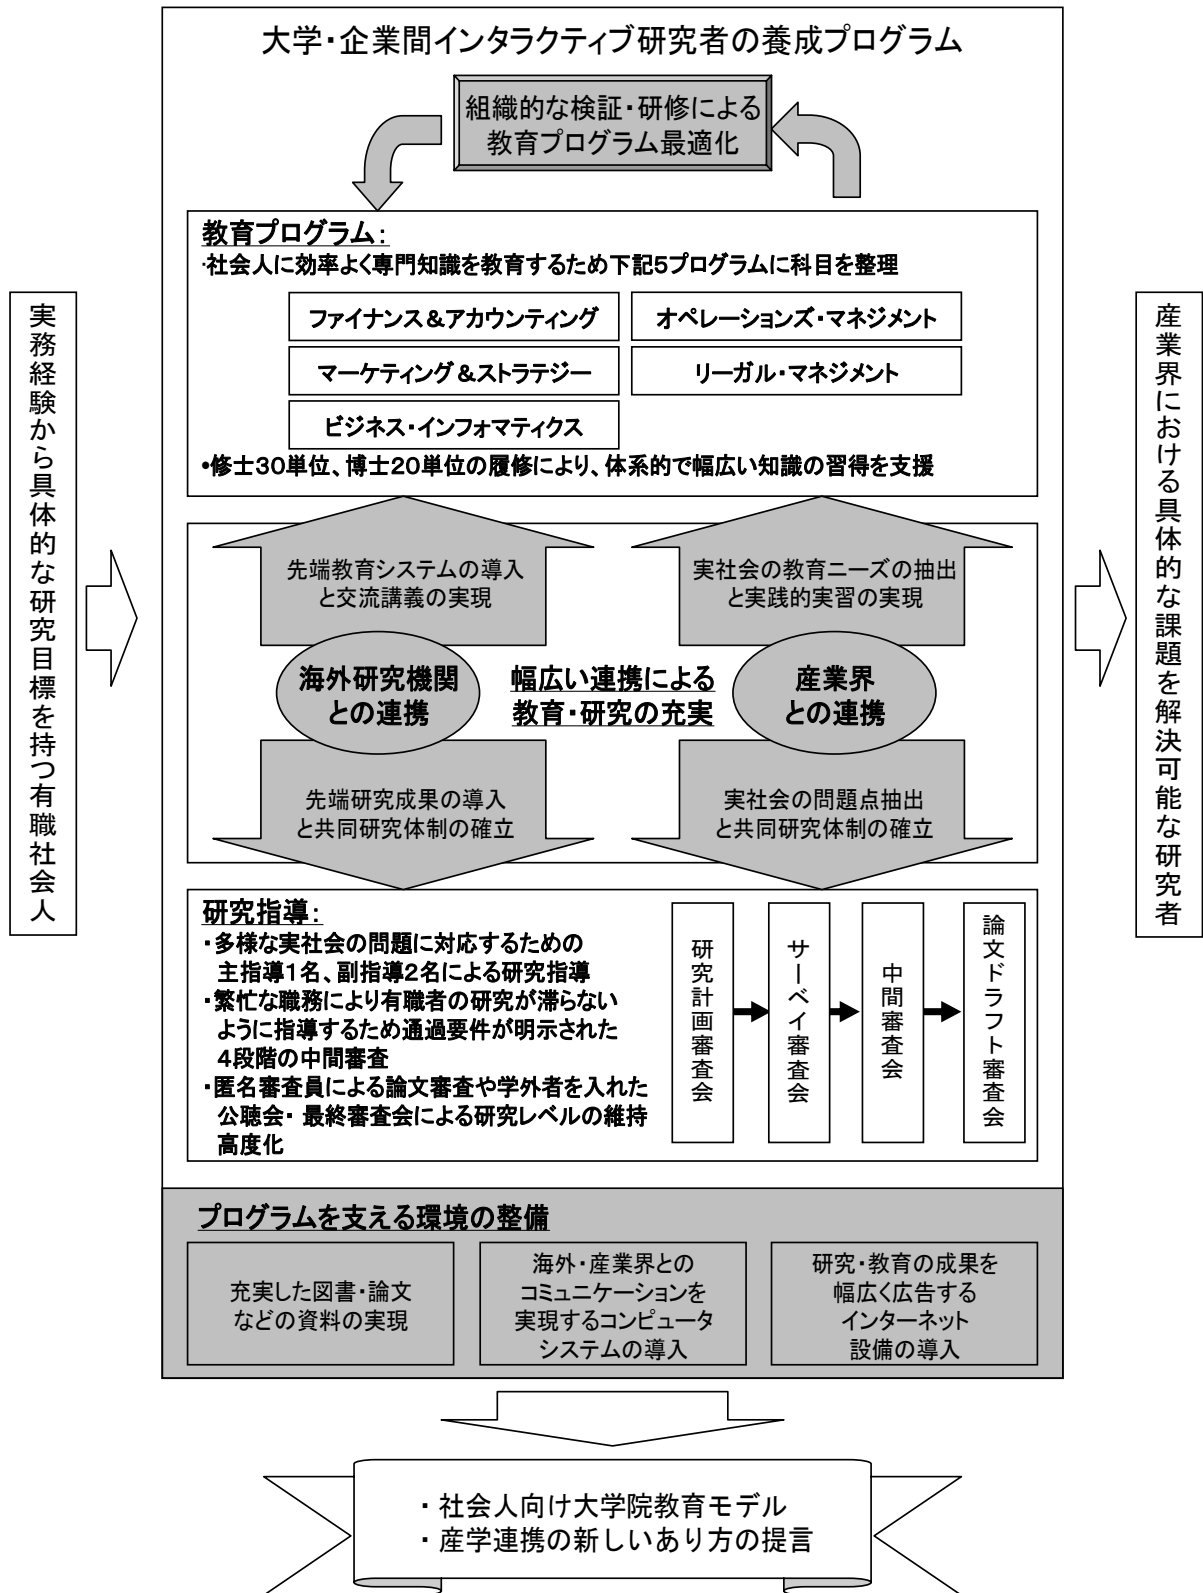 大学・企業間インタラクティブ研究者の養成プログラム
組織的な検証・研修による
教育プログラム最適化
教育プログラム：
・社会人に効率よく専門知識を教育するため下記5プログラムに科目を整理
ファイナンス＆アカウンティング
オペレーションズ・マネジメント
マーケティング＆ストラテジー
リーガル・マネジメント
ビジネス・インフォマティクス
•修士30単位、博士20単位の履修により、体系的で幅広い知識の習得を支援
実務経験から具体的な研究目標を持つ有職社会人
産業界における具体的な課題を解決可能な研究者
先端教育システムの導入
と交流講義の実現
実社会の教育ニーズの抽出
と実践的実習の実現
海外研究機関
との連携
幅広い連携による
教育・研究の充実
産業界
との連携
先端研究成果の導入
と共同研究体制の確立
実社会の問題点抽出
と共同研究体制の確立
研究指導：
・多様な実社会の問題に対応するための
主指導1名、副指導2名による研究指導
・繁忙な職務により有職者の研究が滞らない
ように指導するため通過要件が明示された
4段階の中間審査
・匿名審査員による論文審査や学外者を入れた
公聴会・ 最終審査会による研究レベルの維持
高度化
研究計画審査会
サーベイ審査会
中間審査会
論文ドラフト審査会
プログラムを支える環境の整備
充実した図書・論文
などの資料の実現
海外・産業界との
コミュニケーションを
実現するコンピュータ
システムの導入
研究・教育の成果を
幅広く広告する
インターネット
設備の導入
・社会人向け大学院教育モデル
・産学連携の新しいあり方の提言